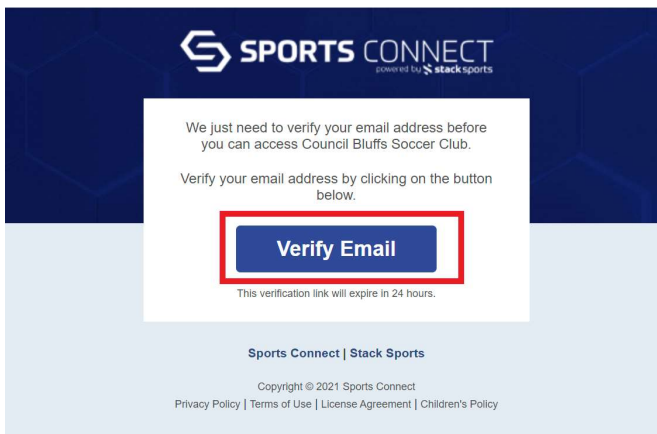 SPORTS CONNECT
powered by stacksports
We just need to verify your email address before
you can access Council Bluffs Soccer Club.
Verify your email address by clicking on the button
below.
Verify Email
This verification link will expire in 24 hours.
Sports Connect | Stack Sports
Copyright © 2021 Sports Connect
Privacy Policy | Terms of Use | License Agreement | Children's Policy